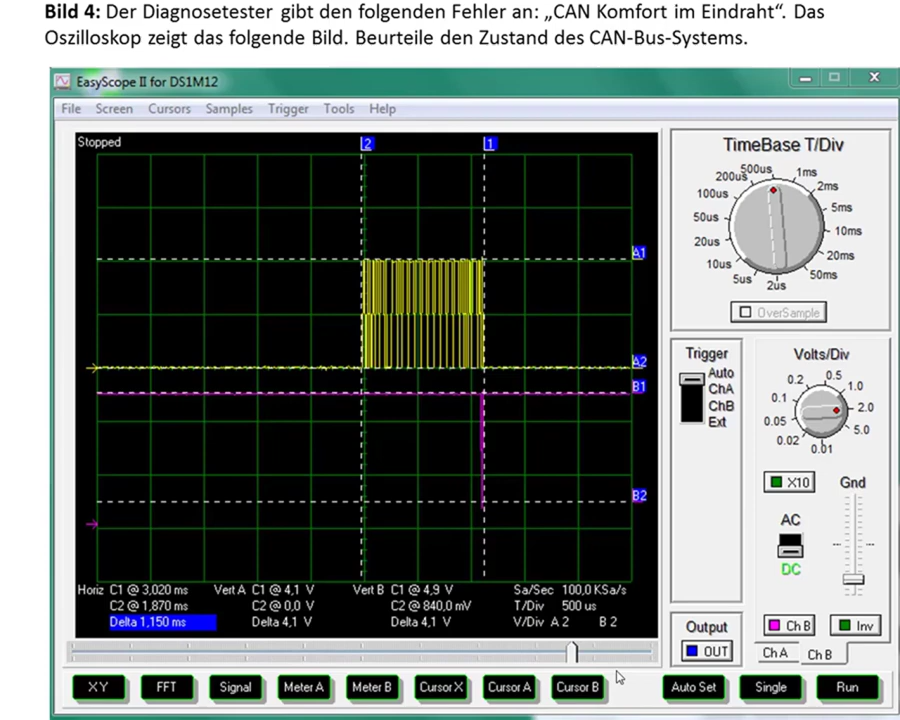 Bild 4: Der Diagnosetester gibt den folgenden Fehler an: „CAN Komfort im Eindraht“. Das
Oszilloskop zeigt das folgende Bild. Beurteile den Zustand des CAN-Bus-Systems.
EasyScope II for DS1M12
File Screen Cursors Samples Trigger Tools Help
Stopped
2
1
A1
A2
B1
B2
Horiz C1 @ 3,020 ms Vert A C1 @ 4,1 V Vert B C1 @ 4,9 V Sa/Sec 100,0 KSa/s
C2 @ 1,870 ms C2 @ 0,0 V C2 @ 840,0 mV T/Div 500 us
Delta 1,150 ms Delta 4,1 V Delta 4,1 V V/Div A 2 B 2
TimeBase T/Div
500us 1ms
200us 2ms
100us 5ms
50us 10ms
20us 20ms
10us 50ms
5us 2us
OverSample
Trigger
Auto
ChA
ChB
Ext
Volts/Div
0.2 0.5 1.0
0.1 2.0
0.05 5.0
0.02 0.01
X10 Gnd
AC
DC
Ch B Inv
Ch A Ch B
Output
OUT
XY FFT Signal Meter A Meter B Cursor X Cursor A Cursor B Auto Set Single Run